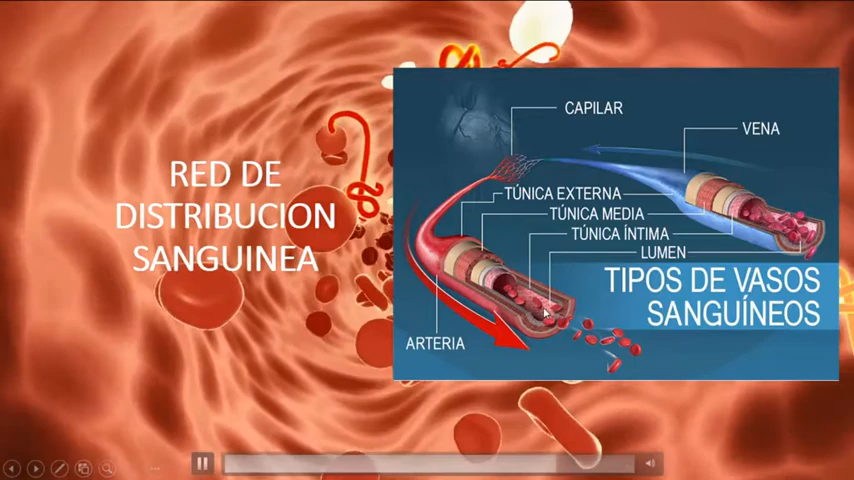 RED DE
DISTRIBUCION
SANGUINEA
CAPILAR
VENA
TÚNICA EXTERNA
TÚNICA MEDIA
TÚNICA ÍNTIMA
LUMEN
TIPOS DE VASOS
SANGUÍNEOS
ARTERIA